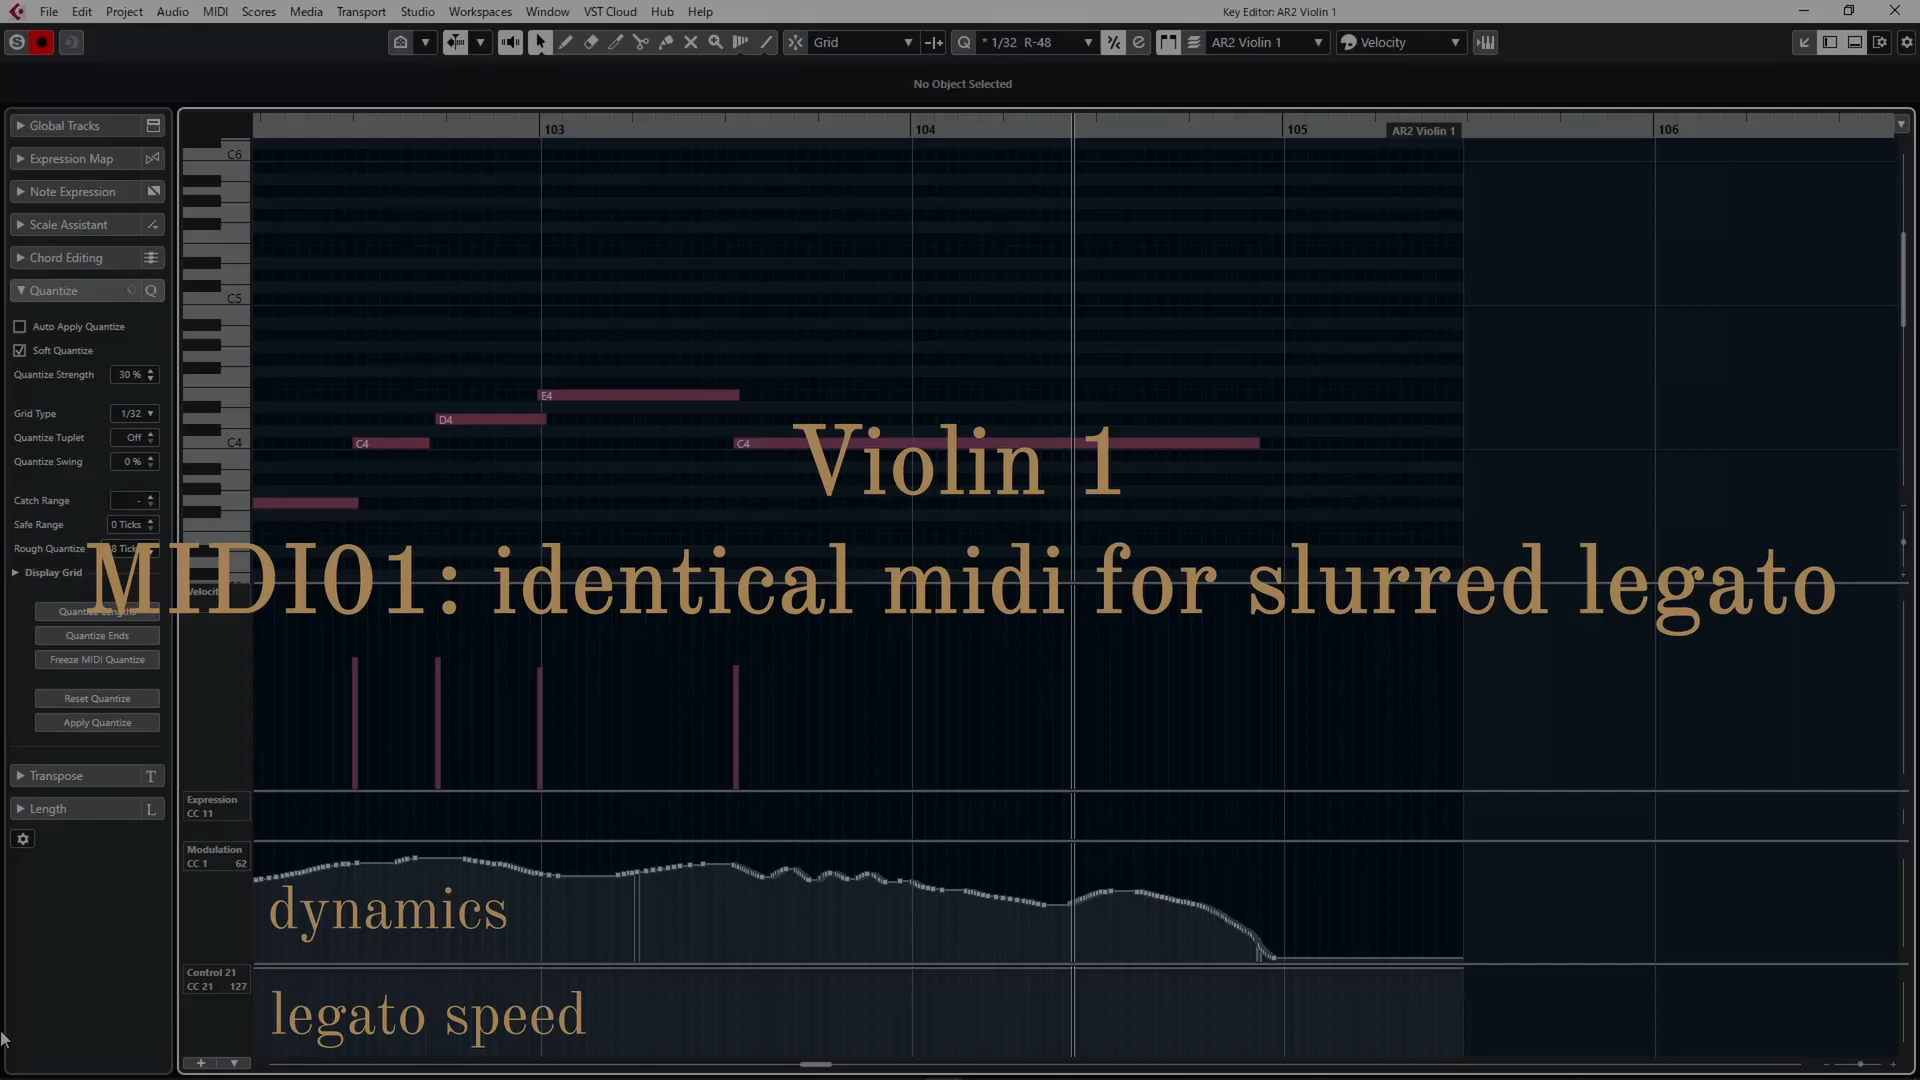 File Edit Project Audio MIDI Scores Media Transport Studio Workspaces Window VST Cloud Hub Help Key Editor: AR2 Violin 1
Grid * 1/32 R-48 AR2 Violin 1 Velocity
No Object Selected
Global Tracks
Expression Map
Note Expression
Scale Assistant
Chord Editing
Quantize Q
Auto Apply Quantize
Soft Quantize
Quantize Strength 30 %
Grid Type 1/32
Quantize Tuplet Off
Quantize Swing 0 %
Catch Range -
Safe Range 0 Ticks
Rough Quantize
Display Grid
Quantize Ends
Freeze MIDI Quantize
Reset Quantize
Apply Quantize
Transpose T
Length L
103 104 105 AR2 Violin 1 106
C6
C5
E4
D4
C4 C4 C4
Violin 1
MIDI01: identical midi for slurred legato
Expression
CC 11
Modulation
CC 1 62
dynamics
Control 21
CC 21 127
legato speed